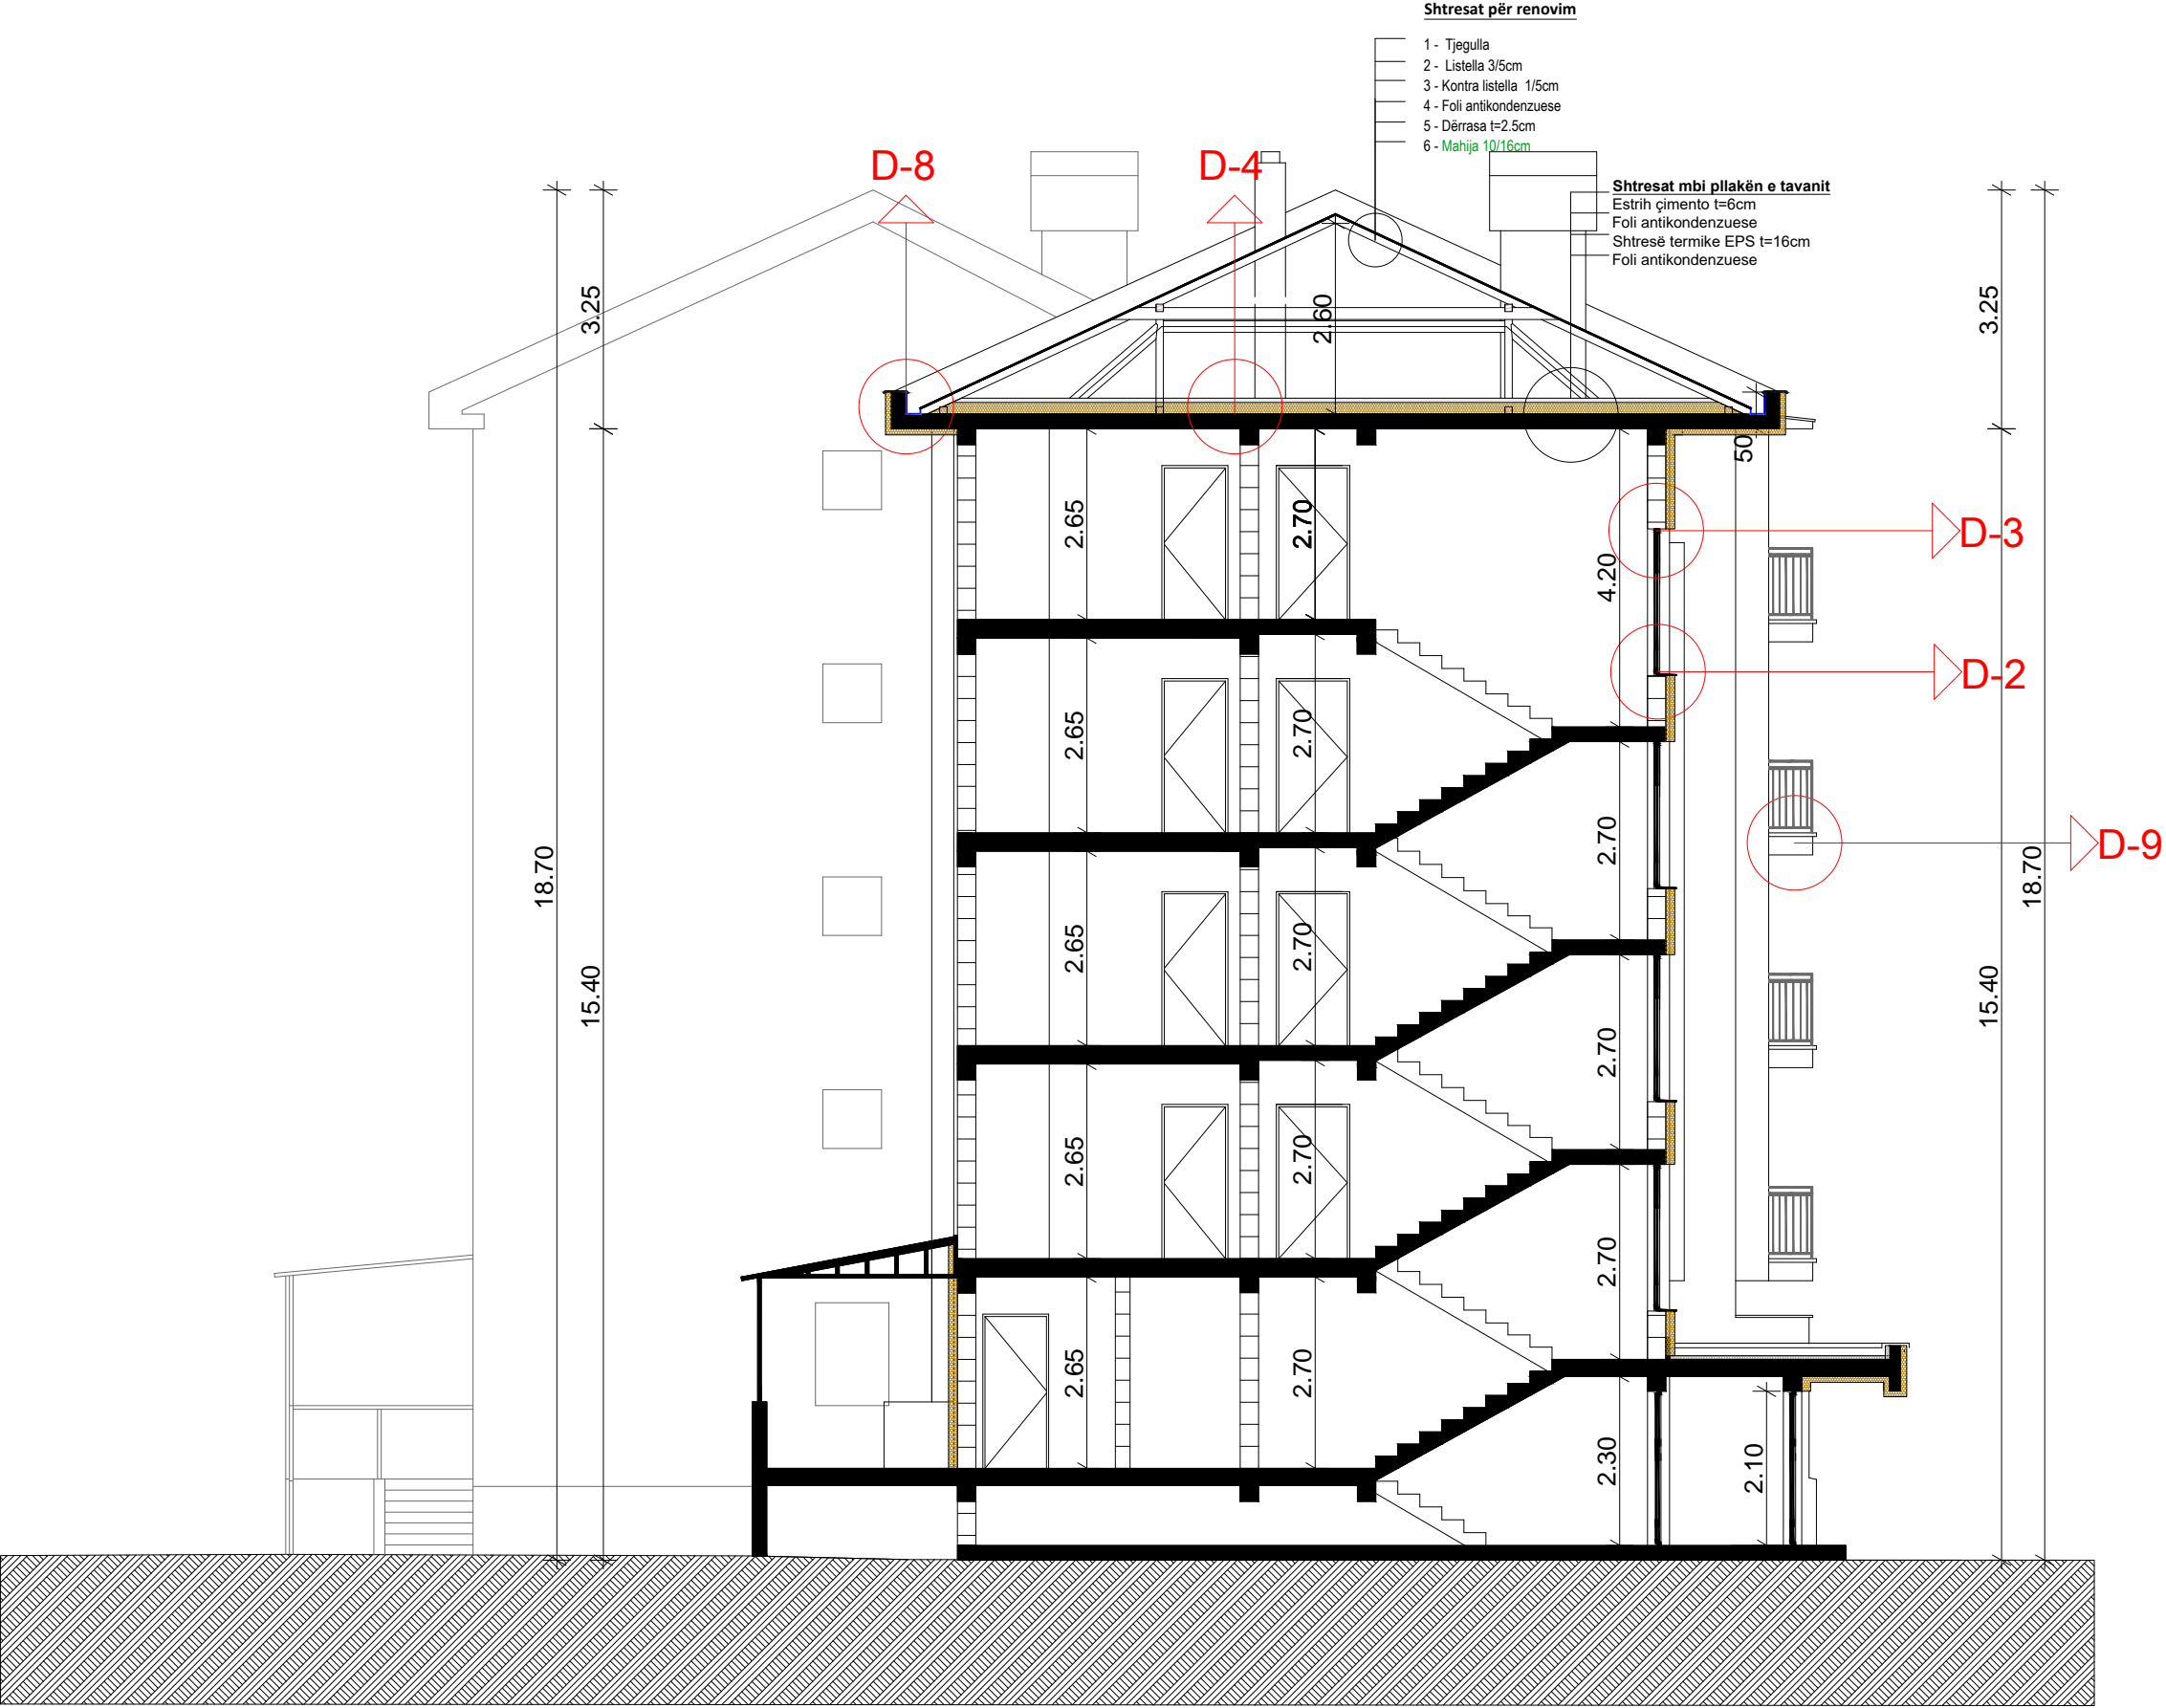 Shtresat për renovim
1 - Tjegulla
2 - Listella 3/5cm
3 - Kontra listella 1/5cm
4 - Foli antikondenzuese
5 - Dërrasa t=2.5cm
6 - Mahija 10/16cm
D-8
D-4
Shtresat mbi pllakën e tavanit
Estrih çimento t=6cm
Foli antikondenzuese
Shtresë termike EPS t=16cm
Foli antikondenzuese
3.25
2.60
3.25
50
2.65
2.70
4.20
D-3
D-2
2.65
2.70
2.70
D-9
18.70
18.70
15.40
2.65
2.70
15.40
2.70
2.65
2.70
2.70
2.65
2.70
2.30
2.10